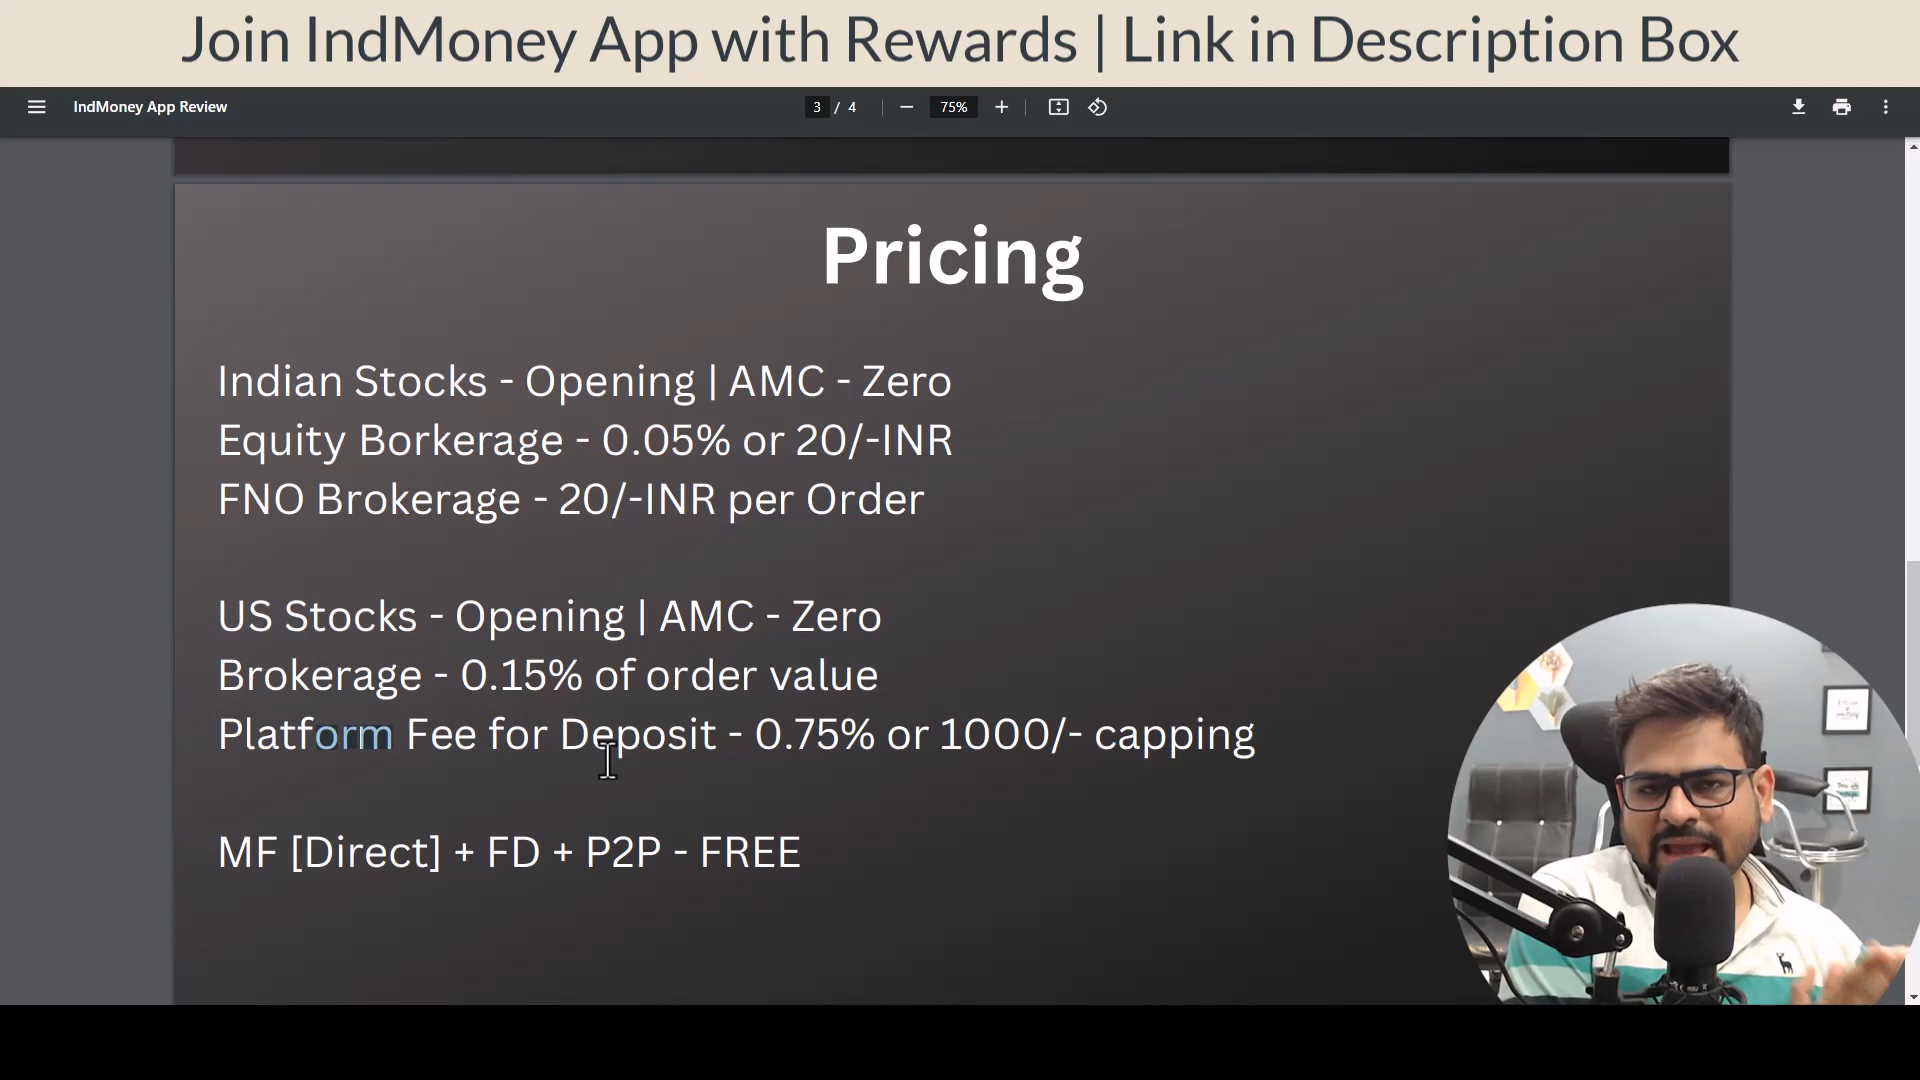 Join IndMoney App with Rewards | Link in Description Box
IndMoney App Review
3 / 4
75%
Pricing
Indian Stocks - Opening | AMC - Zero
Equity Borkerage - 0.05% or 20/-INR
FNO Brokerage - 20/-INR per Order
US Stocks - Opening | AMC - Zero
Brokerage - 0.15% of order value
Platform Fee for Deposit - 0.75% or 1000/- capping
MF [Direct] + FD + P2P - FREE